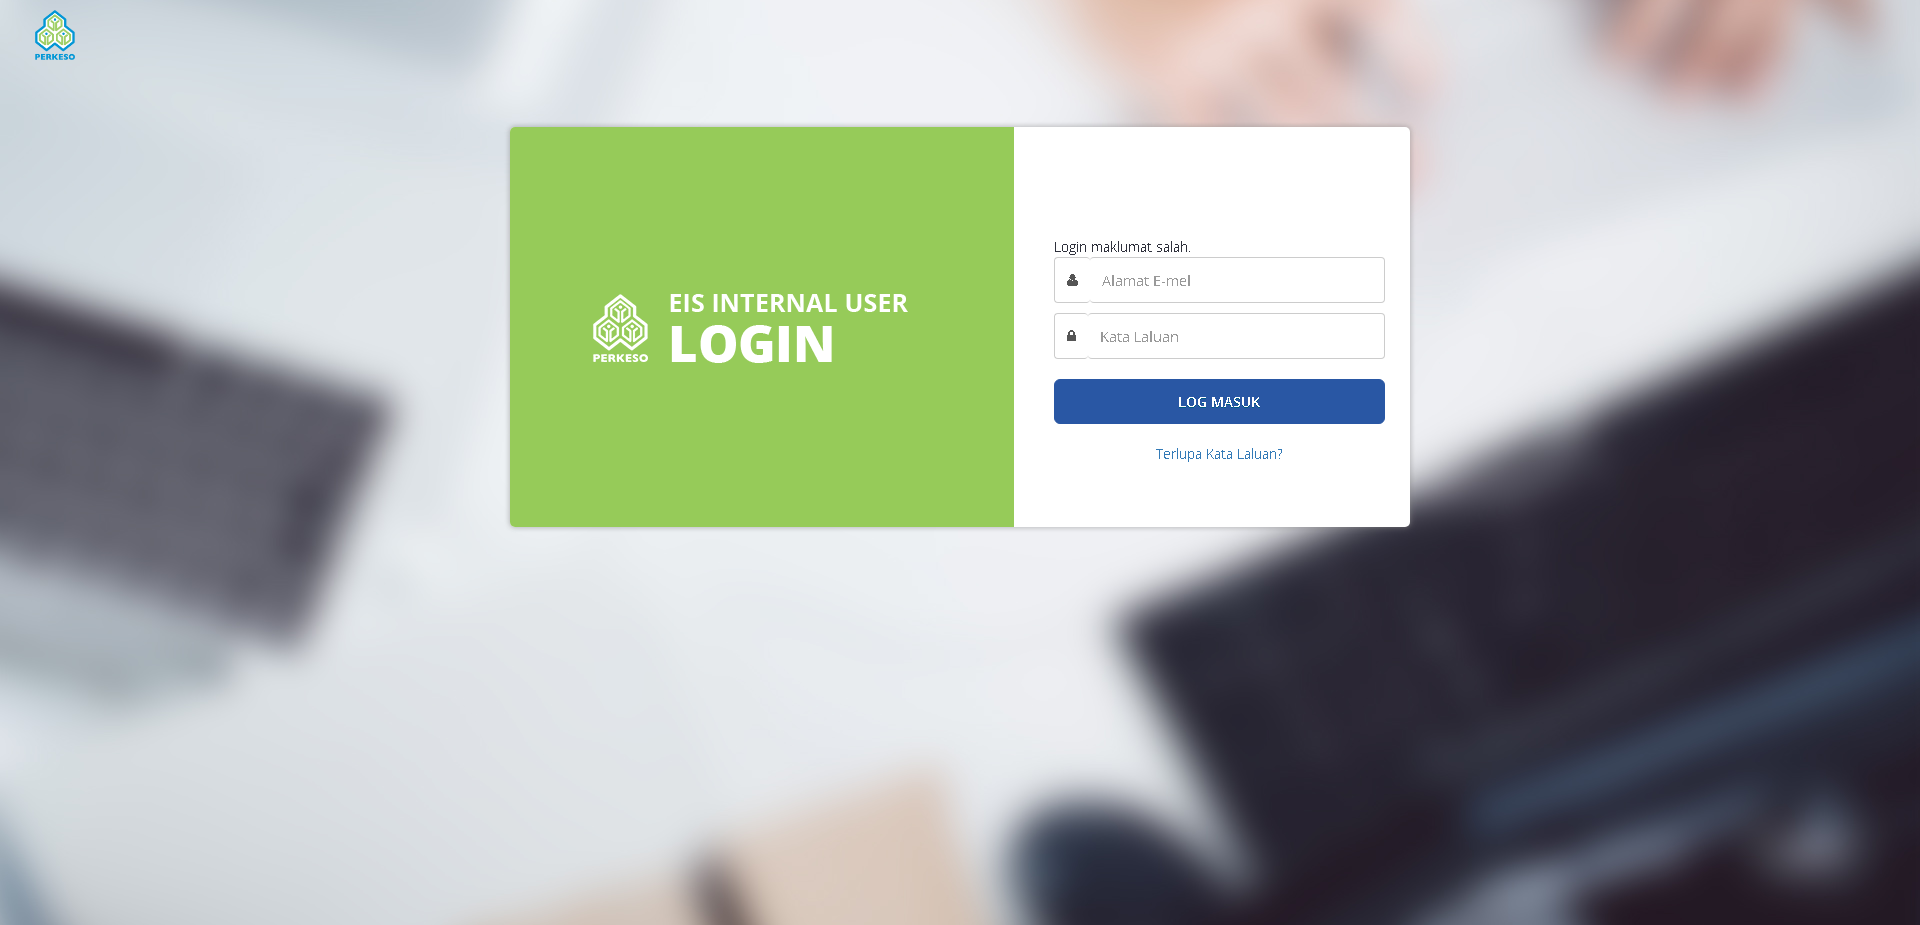 PERKESO
PERKESO
EIS INTERNAL USER
LOGIN
Login maklumat salah.
Alamat E-mel
Kata Laluan
LOG MASUK
Terlupa Kata Laluan?